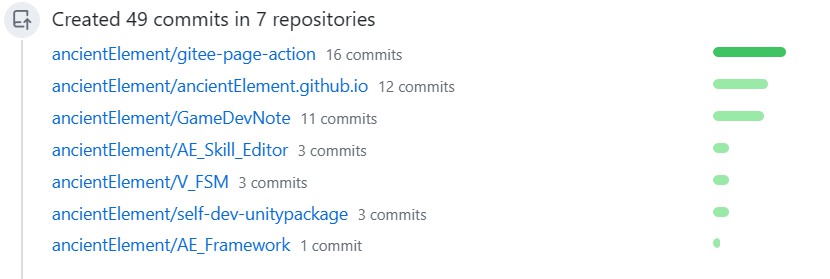 Created 49 commits in 7 repositories
ancientElement/gitee-page-action 16 commits
ancientElement/ancientElement.github.io 12 commits
ancientElement/GameDevNote 11 commits
ancientElement/AE_Skill_Editor 3 commits
ancientElement/V_FSM 3 commits
ancientElement/self-dev-unitypackage 3 commits
ancientElement/AE_Framework 1 commit